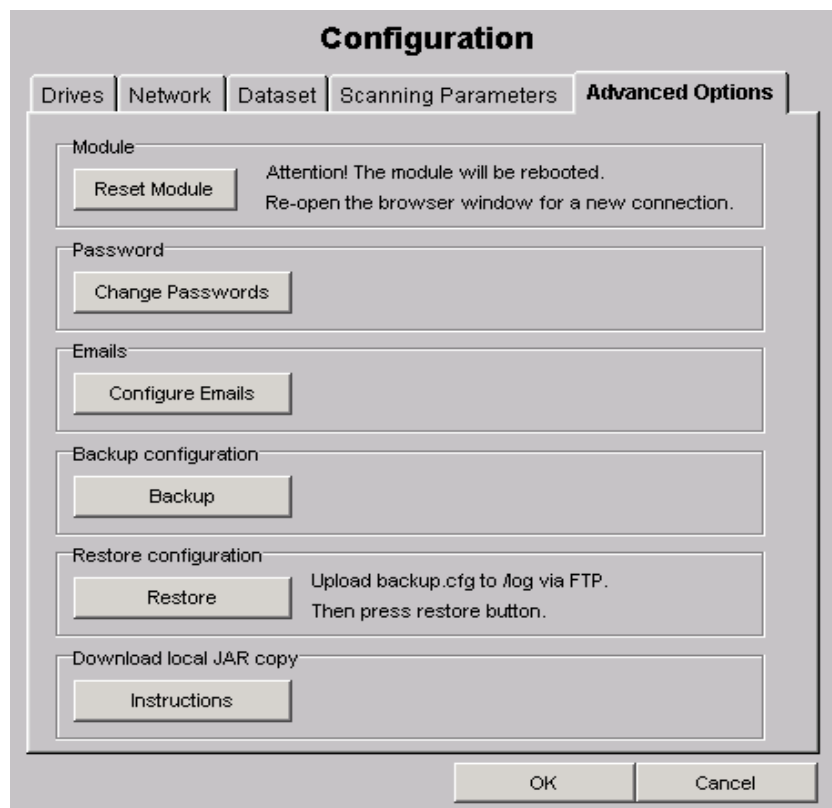 Configuration
Drives Network Dataset Scanning Parameters Advanced Options
Module
Reset Module
Attention! The module will be rebooted.
Re-open the browser window for a new connection.
Password
Change Passwords
Emails
Configure Emails
Backup configuration
Backup
Restore configuration
Restore
Upload backup.cfg to /log via FTP.
Then press restore button.
Download local JAR copy
Instructions
OK Cancel